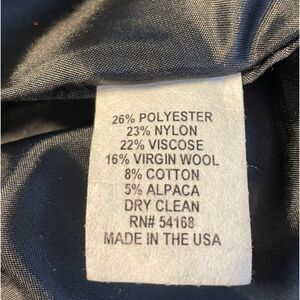 26% POLYESTER
23% NYLON
22% VISCOSE
16% VIRGIN WOOL
8% COTTON
5% ALPACA
DRY CLEAN
RN# 54168
MADE IN THE USA